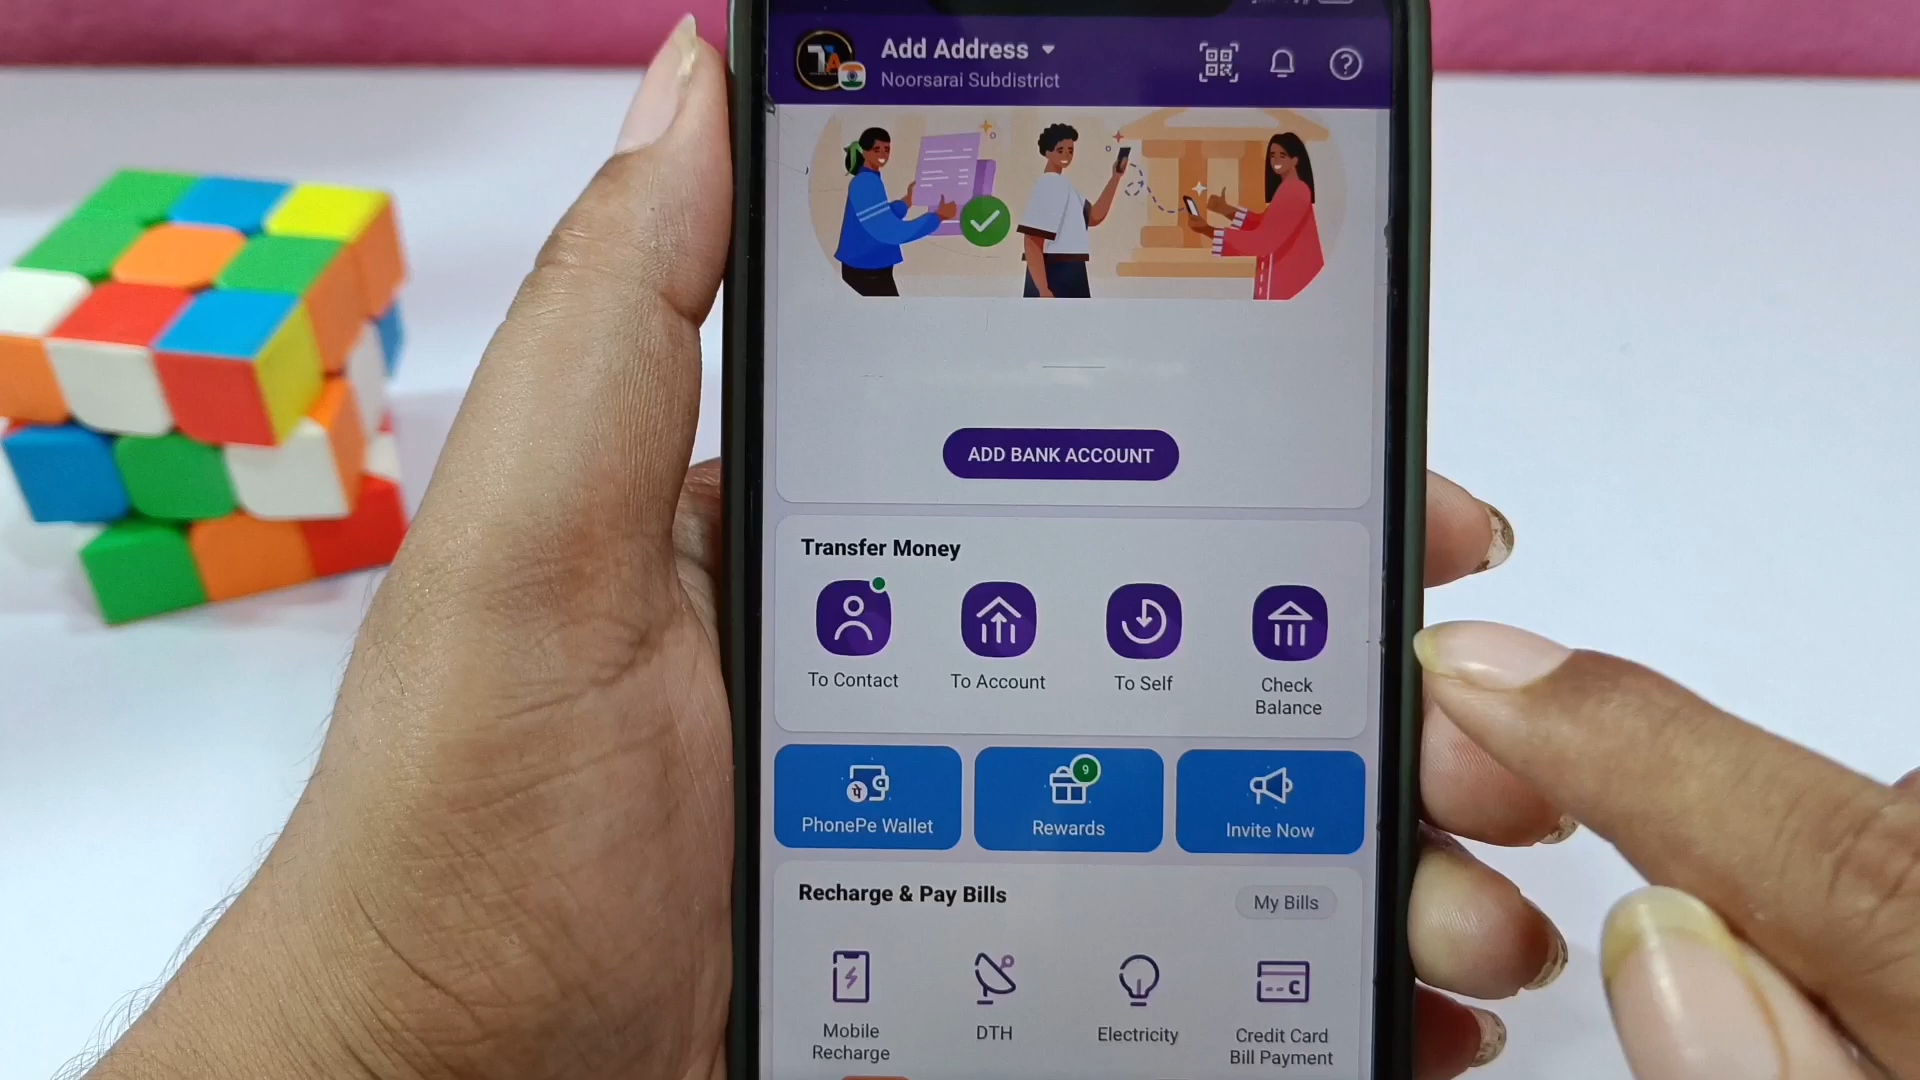 Add Address
Noorsarai Subdistrict
ADD BANK ACCOUNT
Transfer Money
To Contact
To Account
To Self
Check
Balance
पे
9
PhonePe Wallet
Rewards
Invite Now
Recharge & Pay Bills
My Bills
Mobile
Recharge
DTH
Electricity
Credit Card
Bill Payment